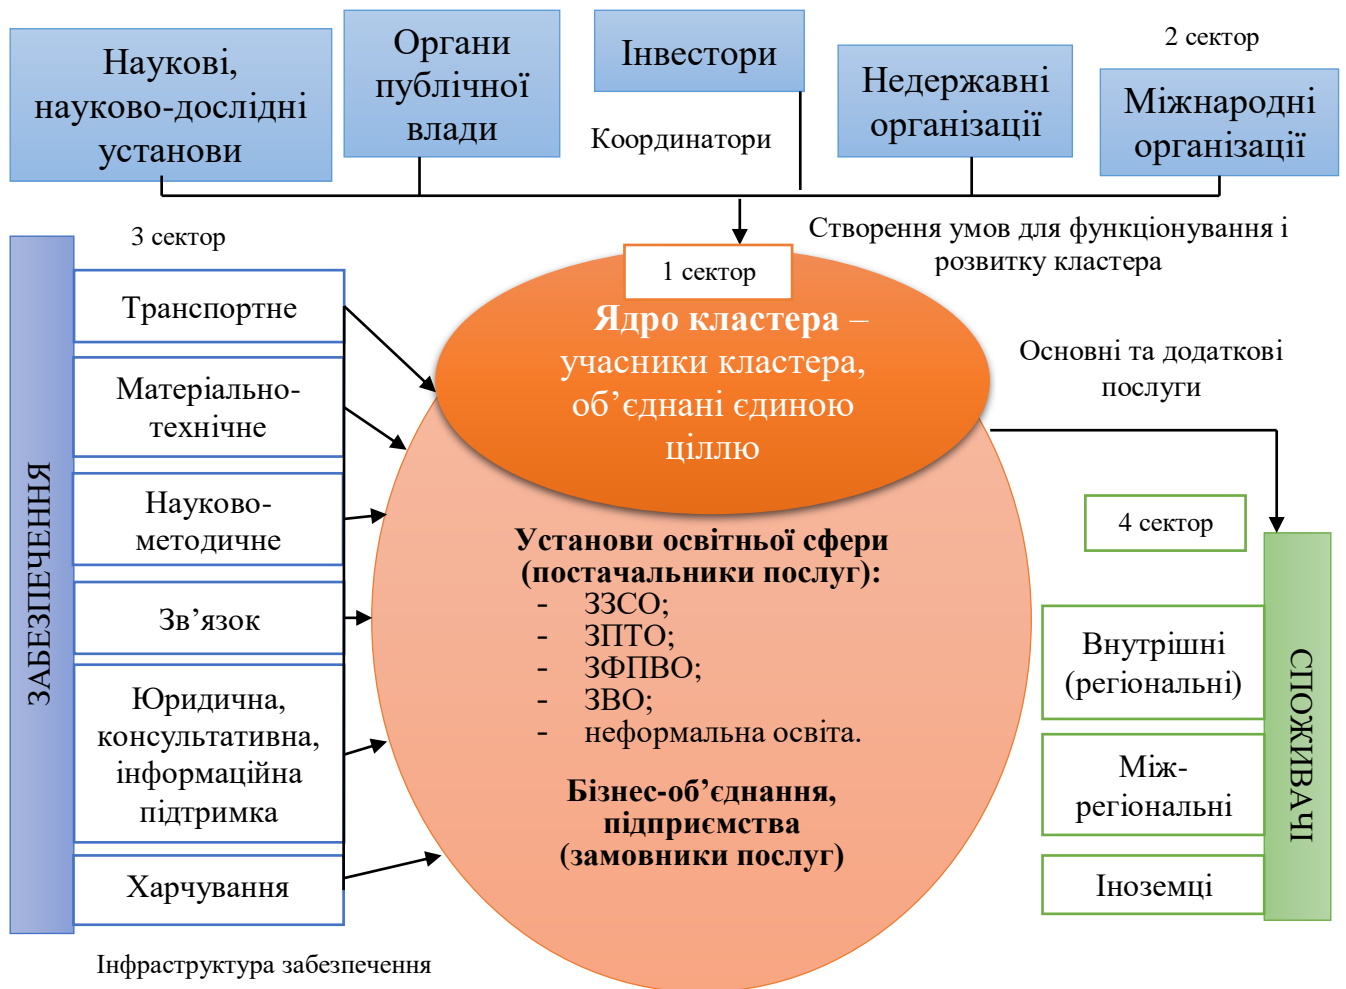 Наукові,
науково-дослідні
установи
Органи
публічної
влади
Інвестори
Недержавні
організації
2 сектор
Міжнародні
організації
Координатори
Створення умов для функціонування і
розвитку кластера
3 сектор
ЗАБЕЗПЕЧЕННЯ
Транспортне
Матеріально-
технічне
Науково-
методичне
Зв’язок
Юридична,
консультативна,
інформаційна
підтримка
Харчування
Інфраструктура забезпечення
1 сектор
Ядро кластера –
учасники кластера,
об’єднані єдиною
ціллю
Установи освітньої сфери
(постачальники послуг):
- ЗЗСО;
- ЗПТО;
- ЗФПВО;
- ЗВО;
- неформальна освіта.
Бізнес-об’єднання,
підприємства
(замовники послуг)
Основні та додаткові
послуги
4 сектор
СПОЖИВАЧІ
Внутрішні
(регіональні)
Між-
регіональні
Іноземці